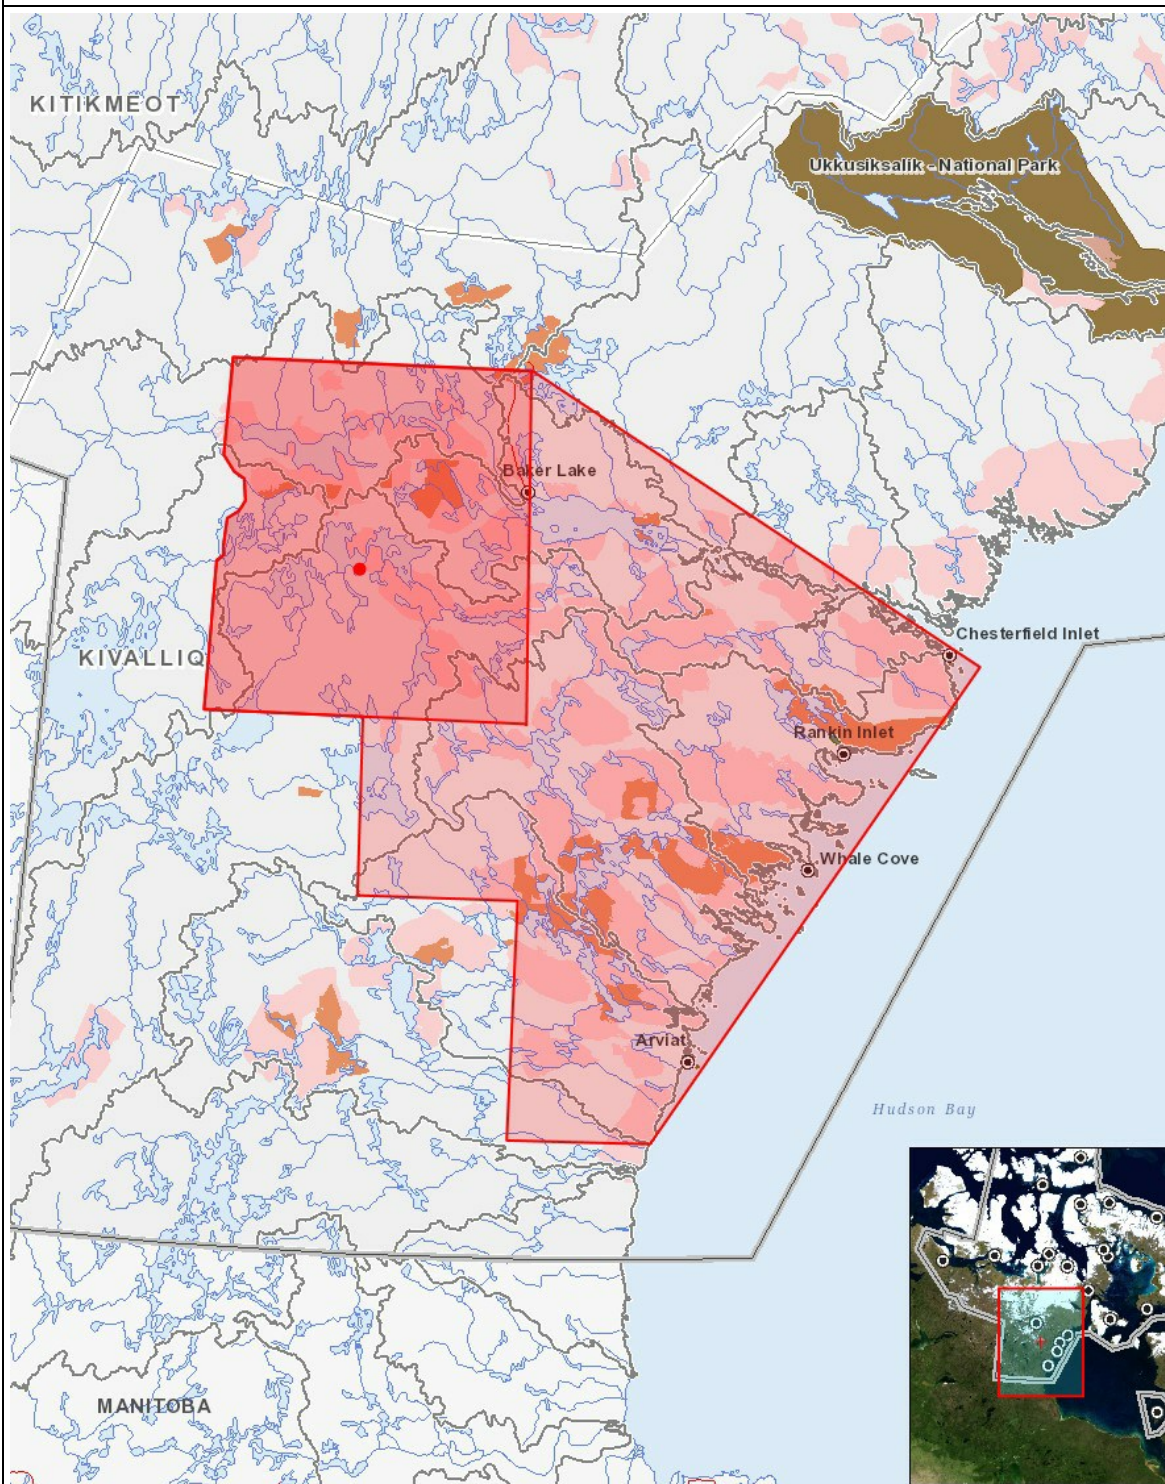 KITIKMEOT
Ukkusiksalik - National Park
Baker Lake
Chesterfield Inlet
KIVALLIQ
Rankin Inlet
Whale Cove
Arviat
Hudson Bay
MANITOBA